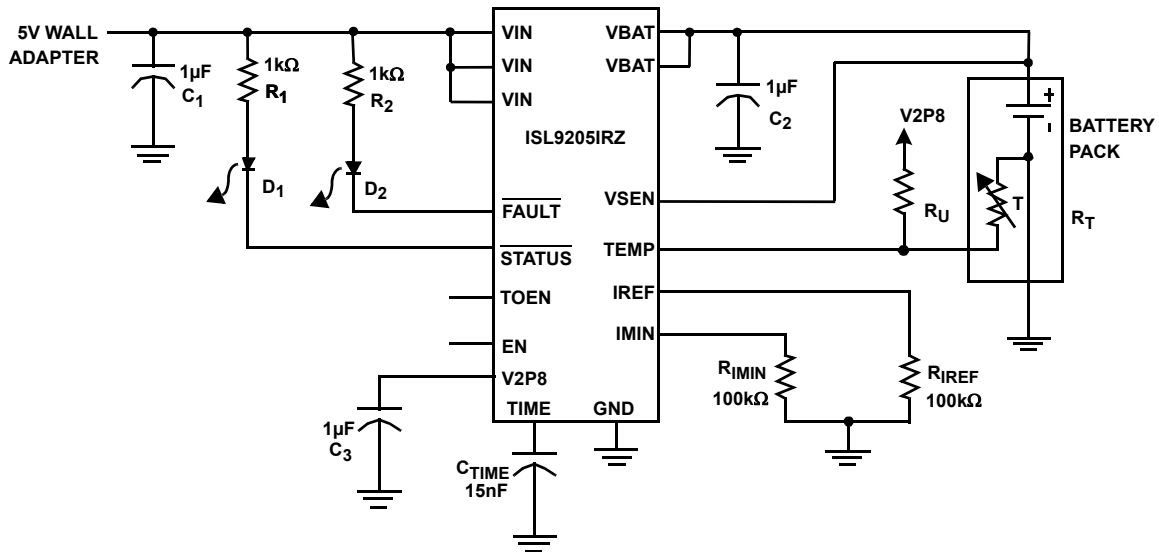 5V WALL
ADAPTER
1µF
C1
1kΩ
R1
1kΩ
R2
D1
D2
VIN
VIN
VIN
ISL9205IRZ
FAULT
STATUS
TOEN
EN
V2P8
TIME
GND
VBAT
VBAT
VSEN
TEMP
IREF
IMIN
1µF
C2
V2P8
RU
+
-
BATTERY
PACK
T
RT
RIMIN
100kΩ
RIREF
100kΩ
1µF
C3
CTIME
15nF